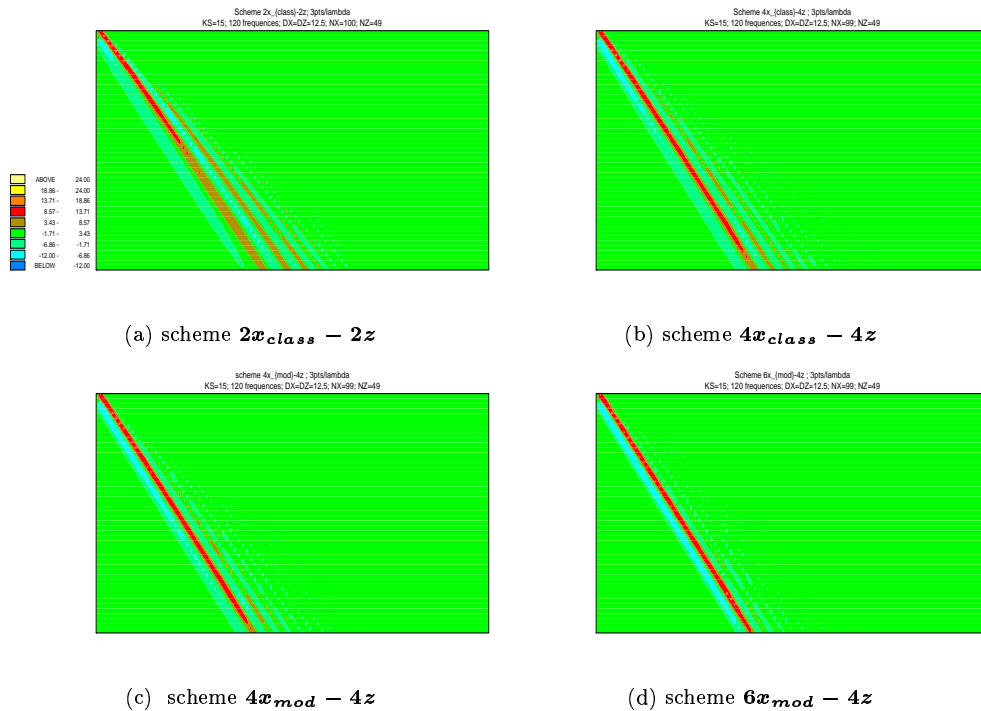 Scheme 2x_{class}-2z; 3pts/lambda
KS=15; 120 frequences; DX=DZ=12.5; NX=100; NZ=49
Scheme 4x_{class}-4z ; 3pts/lambda
KS=15; 120 frequences; DX=DZ=12.5; NX=99; NZ=49
ABOVE 24.00
18.86 - 24.00
13.71 - 18.86
8.57 - 13.71
3.43 - 8.57
-1.71 - 3.43
-6.86 - -1.71
-12.00 - -6.86
BELOW -12.00
(a) scheme 2x_class − 2z
(b) scheme 4x_class − 4z
scheme 4x_{mod}-4z ; 3pts/lambda
KS=15; 120 frequences; DX=DZ=12.5; NX=99; NZ=49
Scheme 6x_{mod}-4z ; 3pts/lambda
KS=15; 120 frequences; DX=DZ=12.5; NX=99; NZ=49
(c) scheme 4x_mod − 4z
(d) scheme 6x_mod − 4z